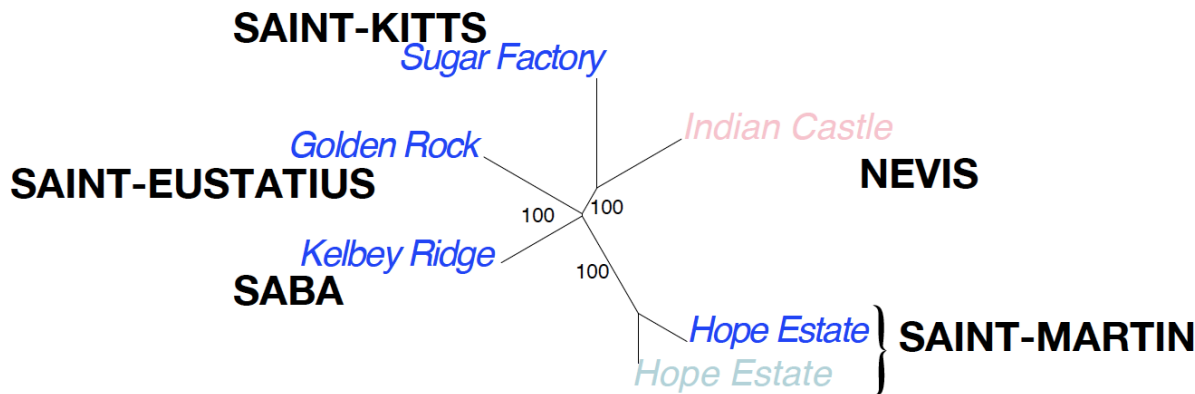 SAINT-KITTS
Sugar Factory
Indian Castle
Golden Rock
NEVIS
SAINT-EUSTATIUS
100
100
Kelbey Ridge
100
SABA
Hope Estate
SAINT-MARTIN
Hope Estate